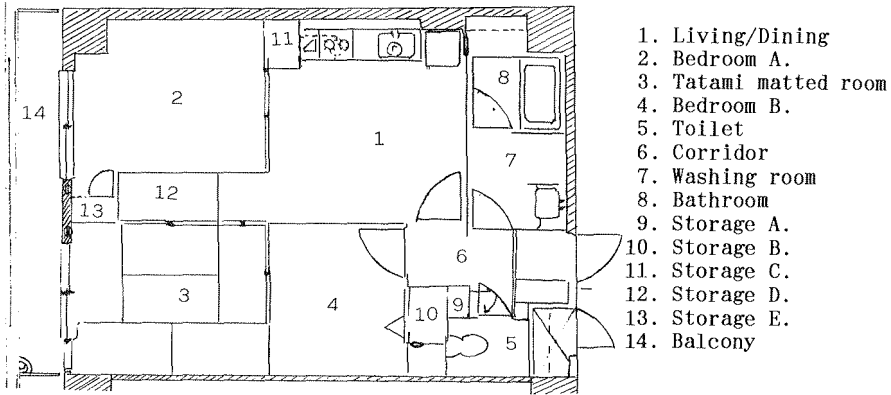 1. Living/Dining
2. Bedroom A.
3. Tatami matted room
4. Bedroom B.
5. Toilet
6. Corridor
7. Washing room
8. Bathroom
9. Storage A.
10. Storage B.
11. Storage C.
12. Storage D.
13. Storage E.
14. Balcony
11
8
14
2
1
7
12
13
6
3
4
10
9
5